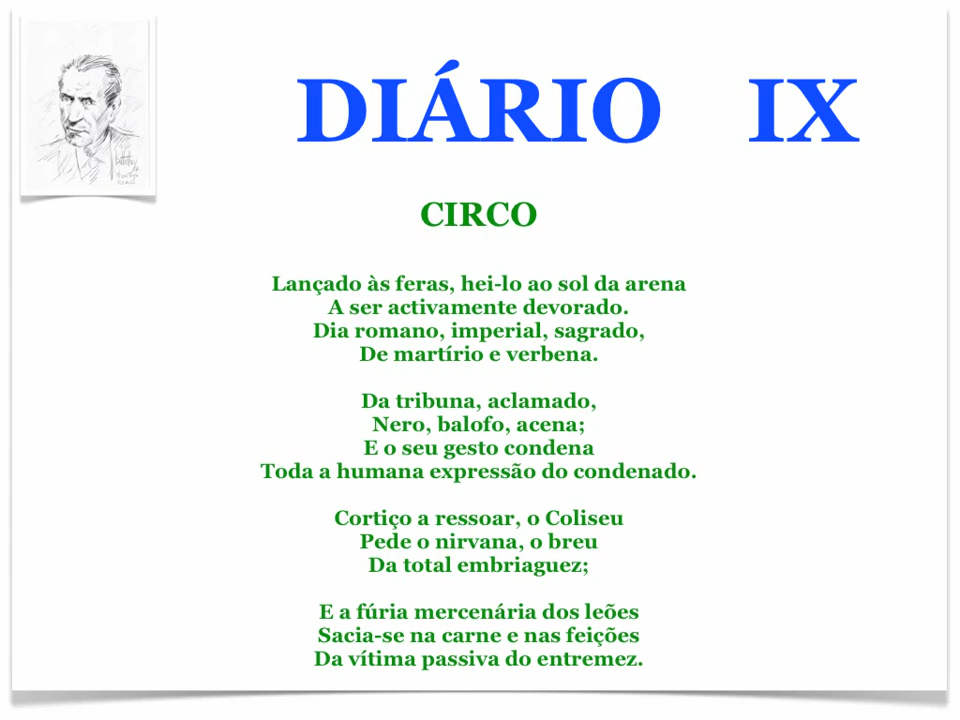 DIÁRIO IX
CIRCO
Lançado às feras, hei-lo ao sol da arena
A ser activamente devorado.
Dia romano, imperial, sagrado,
De martírio e verbena.
Da tribuna, aclamado,
Nero, balofo, acena;
E o seu gesto condena
Toda a humana expressão do condenado.
Cortiço a ressoar, o Coliseu
Pede o nirvana, o breu
Da total embriaguez;
E a fúria mercenária dos leões
Sacia-se na carne e nas feições
Da vítima passiva do entremez.